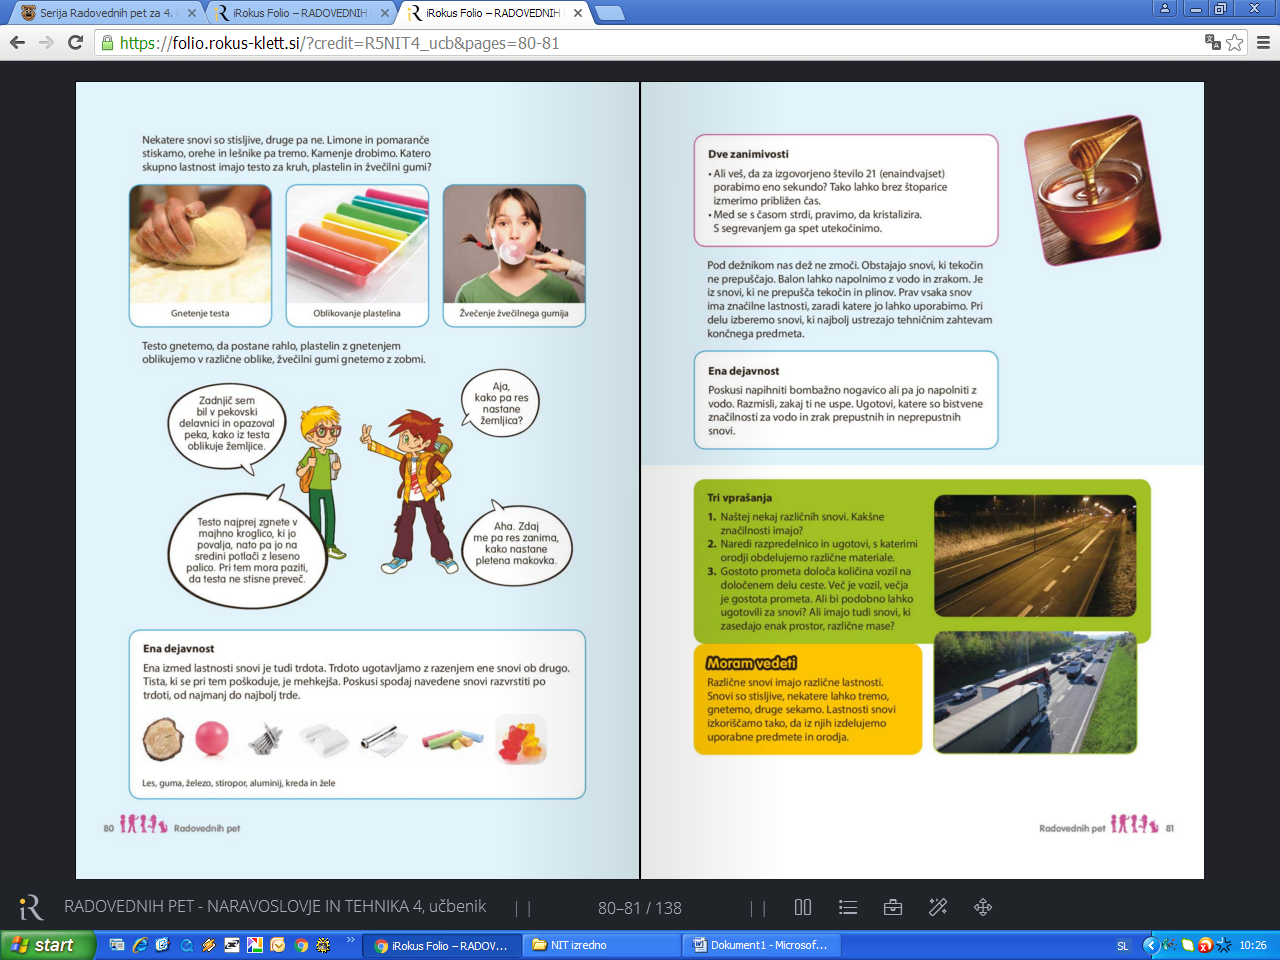 Serija Radovednih pet za 4.
iRokus Folio – RADOVEDNIH
iRokus Folio – RADOVEDNIH
https://folio.rokus-klett.si/?credit=R5NIT4_ucb&pages=80-81
Nekatere snovi so stisljive, druge pa ne. Limone in pomaranče
stiskamo, orehe in lešnike pa tremo. Kamenje drobimo. Katero
skupno lastnost imajo testo za kruh, plastelin in žvečilni gumi?
Gnetenje testa
Oblikovanje plastelina
Žvečenje žvečilnega gumija
Testo gnetemo, da postane rahlo, plastelin z gnetenjem
oblikujemo v različne oblike, žvečilni gumi gnetemo z zobmi.
Zadnjič sem
bil v pekovski
delavnici in opazoval
peka, kako iz testa
oblikuje žemljice.
Aja,
kako pa res
nastane
žemljica?
Testo najprej zgnete v
majhno kroglico, ki jo
povalja, nato pa jo na
sredini potlači z leseno
palico. Pri tem mora paziti,
da testa ne stisne preveč.
Aha. Zdaj
me pa res zanima,
kako nastane
pletena makovka.
Ena dejavnost
Ena izmed lastnosti snovi je tudi trdota. Trdoto ugotavljamo z razenjem ene snovi ob drugo.
Tista, ki se pri tem poškoduje, je mehkejša. Poskusi spodaj navedene snovi razvrstiti po
trdoti, od najmanj do najbolj trde.
Les, guma, železo, stiropor, aluminij, kreda in žele
80 Radovednih pet
Dve zanimivosti
• Ali veš, da za izgovorjeno število 21 (enaindvajset)
porabimo eno sekundo? Tako lahko brez štoparice
izmerimo približen čas.
• Med se s časom strdi, pravimo, da kristalizira.
S segrevanjem ga spet utekočinimo.
Pod dežnikom nas dež ne zmoči. Obstajajo snovi, ki tekočin
ne prepuščajo. Balon lahko napolnimo z vodo in zrakom. Je
iz snovi, ki ne prepušča tekočin in plinov. Prav vsaka snov
ima značilne lastnosti, zaradi katere jo lahko uporabimo. Pri
delu izberemo snovi, ki najbolj ustrezajo tehničnim zahtevam
končnega predmeta.
Ena dejavnost
Poskusi napihniti bombažno nogavico ali pa jo napolniti z
vodo. Razmisli, zakaj ti ne uspe. Ugotovi, katere so bistvene
značilnosti za vodo in zrak prepustnih in neprepustnih
snovi.
Tri vprašanja
1. Naštej nekaj različnih snovi. Kakšne
značilnosti imajo?
2. Naredi razpredelnico in ugotovi, s katerimi
orodji obdelujemo različne materiale.
3. Gostoto prometa določa količina vozil na
določenem delu ceste. Več je vozil, večja
je gostota prometa. Ali bi podobno lahko
ugotovili za snovi? Ali imajo tudi snovi, ki
zasedajo enak prostor, različne mase?
Moram vedeti
Različne snovi imajo različne lastnosti.
Snovi so stisljive, nekatere lahko tremo,
gnetemo, druge sekamo. Lastnosti snovi
izkoriščamo tako, da iz njih izdelujemo
uporabne predmete in orodja.
Radovednih pet 81
RADOVEDNIH PET - NARAVOSLOVJE IN TEHNIKA 4, učbenik
80–81 / 138
start
iRokus Folio – RADOV...
NIT izredno
Dokument1 - Microsof...
SL
10:26